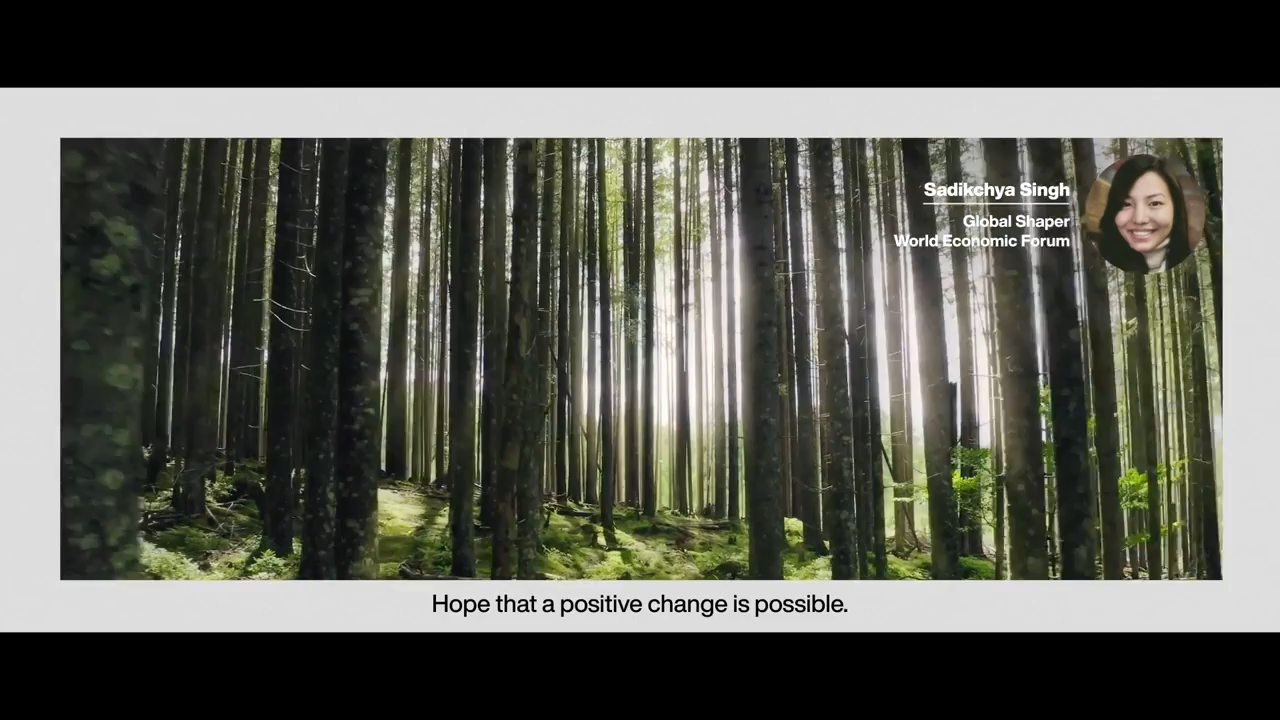 Sadikchya Singh
Global Shaper
World Economic Forum
Hope that a positive change is possible.